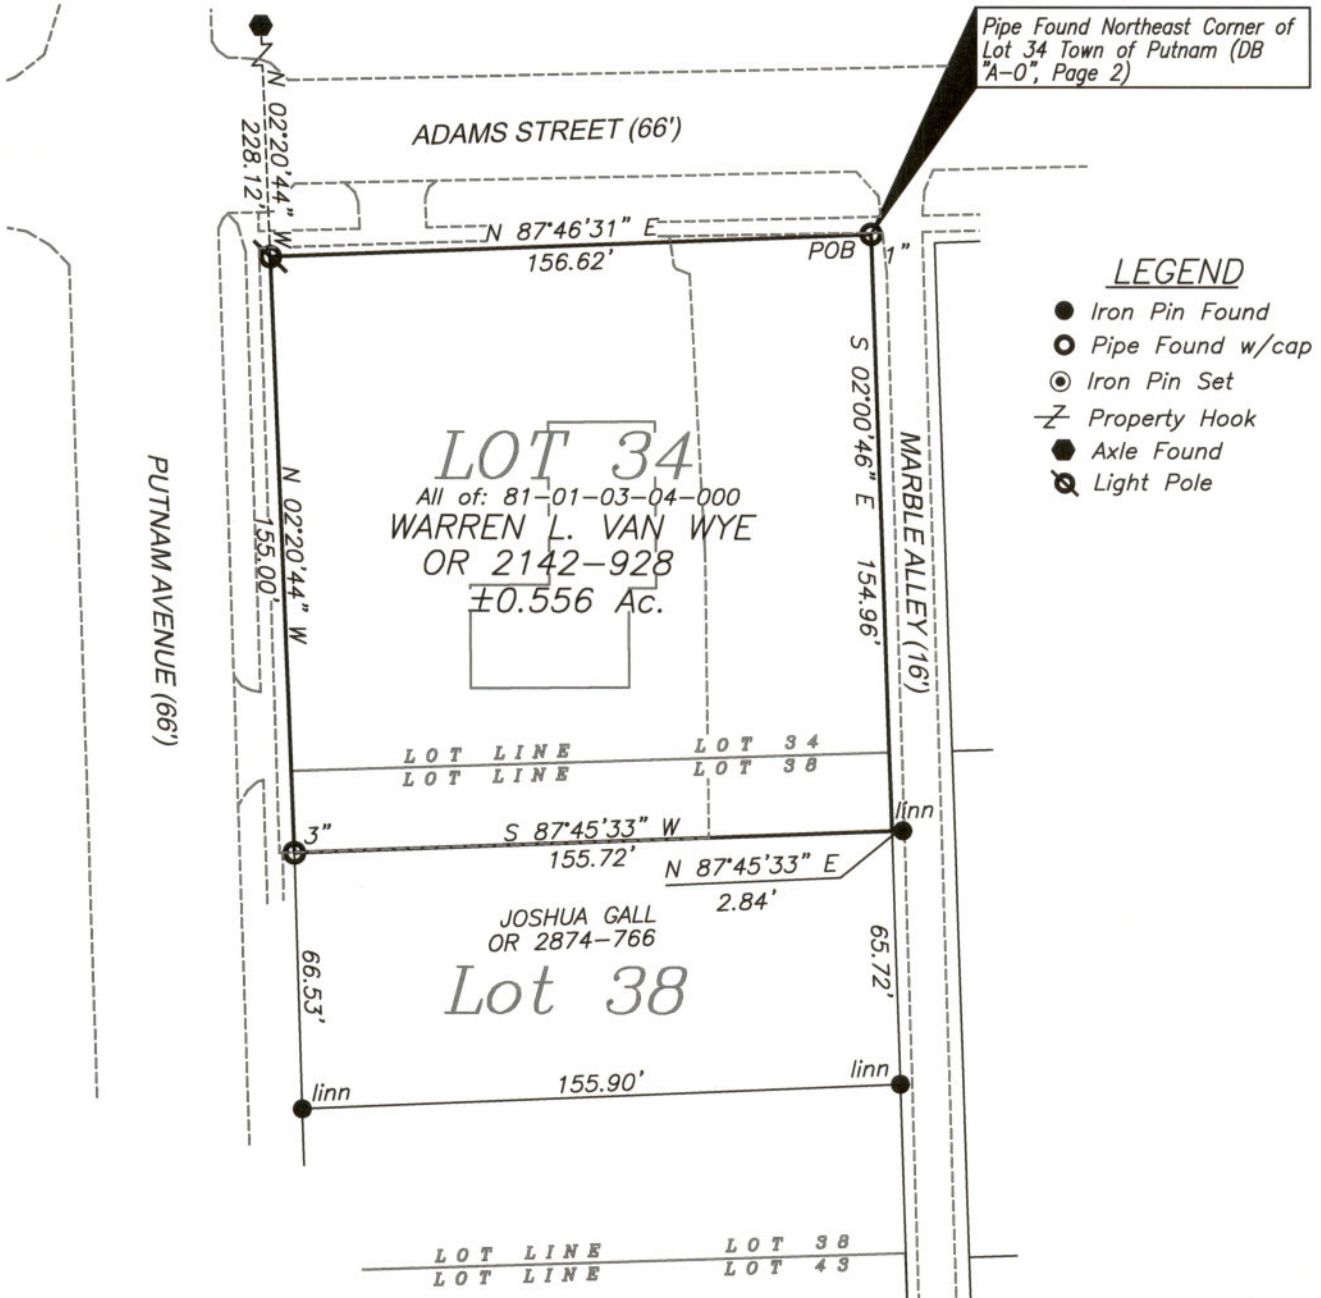 Pipe Found Northeast Corner of
Lot 34 Town of Putnam (DB
"A-O", Page 2)
N 02°20'44" W
228.12'
ADAMS STREET (66')
N 87°46'31" E
156.62'
POB
1"
LEGEND
Iron Pin Found
Pipe Found w/cap
Iron Pin Set
Property Hook
Axle Found
Light Pole
S 02°00'46" E 154.96'
MARBLE ALLEY (16')
PUTNAM AVENUE (66')
N 02°20'44" W
155.00'
LOT 34
All of: 81-01-03-04-000
WARREN L. VAN WYE
OR 2142-928
±0.556 Ac.
LOT LINE LOT 34
LOT LINE LOT 38
linn
3"
S 87°45'33" W
155.72'
N 87°45'33" E
2.84'
JOSHUA GALL
OR 2874-766
Lot 38
66.53'
65.72'
linn
155.90'
linn
LOT LINE LOT 38
LOT LINE LOT 43